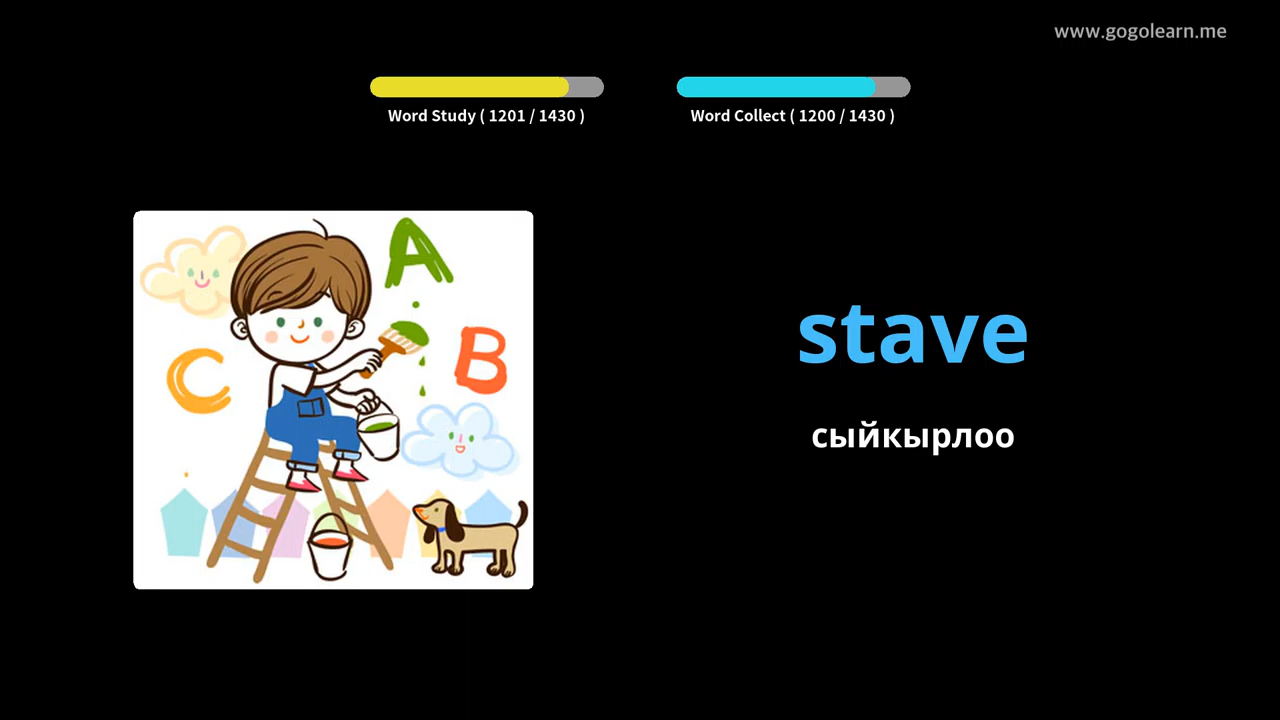 www.gogolearn.me
Word Study ( 1201 / 1430 )
Word Collect ( 1200 / 1430 )
A
B
C
stave
сыйкырлоо